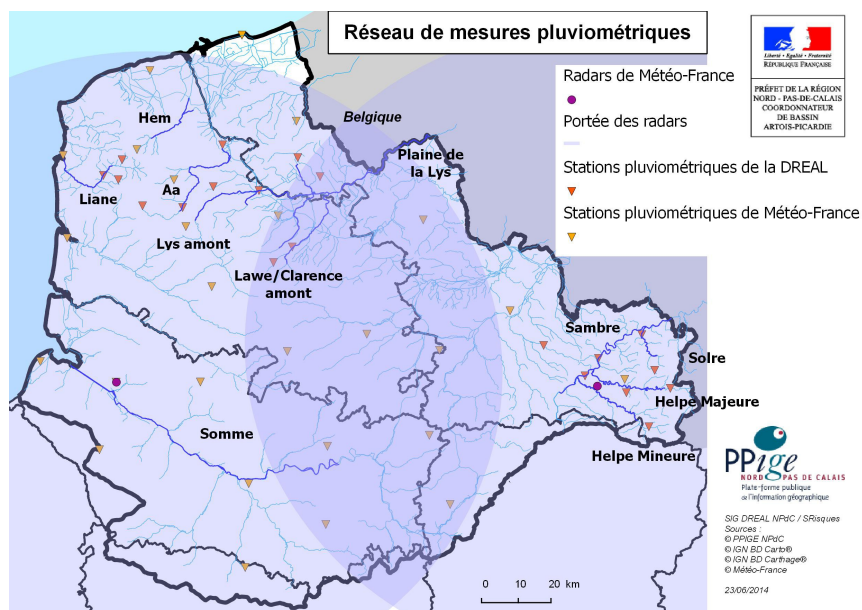 Réseau de mesures pluviométriques
Liberté • Égalité • Fraternité
RÉPUBLIQUE FRANÇAISE
PRÉFET DE LA RÉGION
NORD - PAS-DE-CALAIS
COORDONNATEUR
DE BASSIN
ARTOIS-PICARDIE
Radars de Météo-France
Portée des radars
Stations pluviométriques de la DREAL
Stations pluviométriques de Météo-France
Belgique
Hem
Plaine de
la Lys
Liane
Aa
Lys amont
Lawe/Clarence
amont
Sambre
Solre
Helpe Majeure
Somme
Helpe Mineure
PPige
NORD PAS DE CALAIS
Plate-forme publique
de l'information géographique
SIG DREAL NPdC / SRisques
Sources :
© PPIGE NPdC
© IGN BD Carto®
© IGN BD Carthage®
© Météo-France
23/06/2014
0 10 20 km